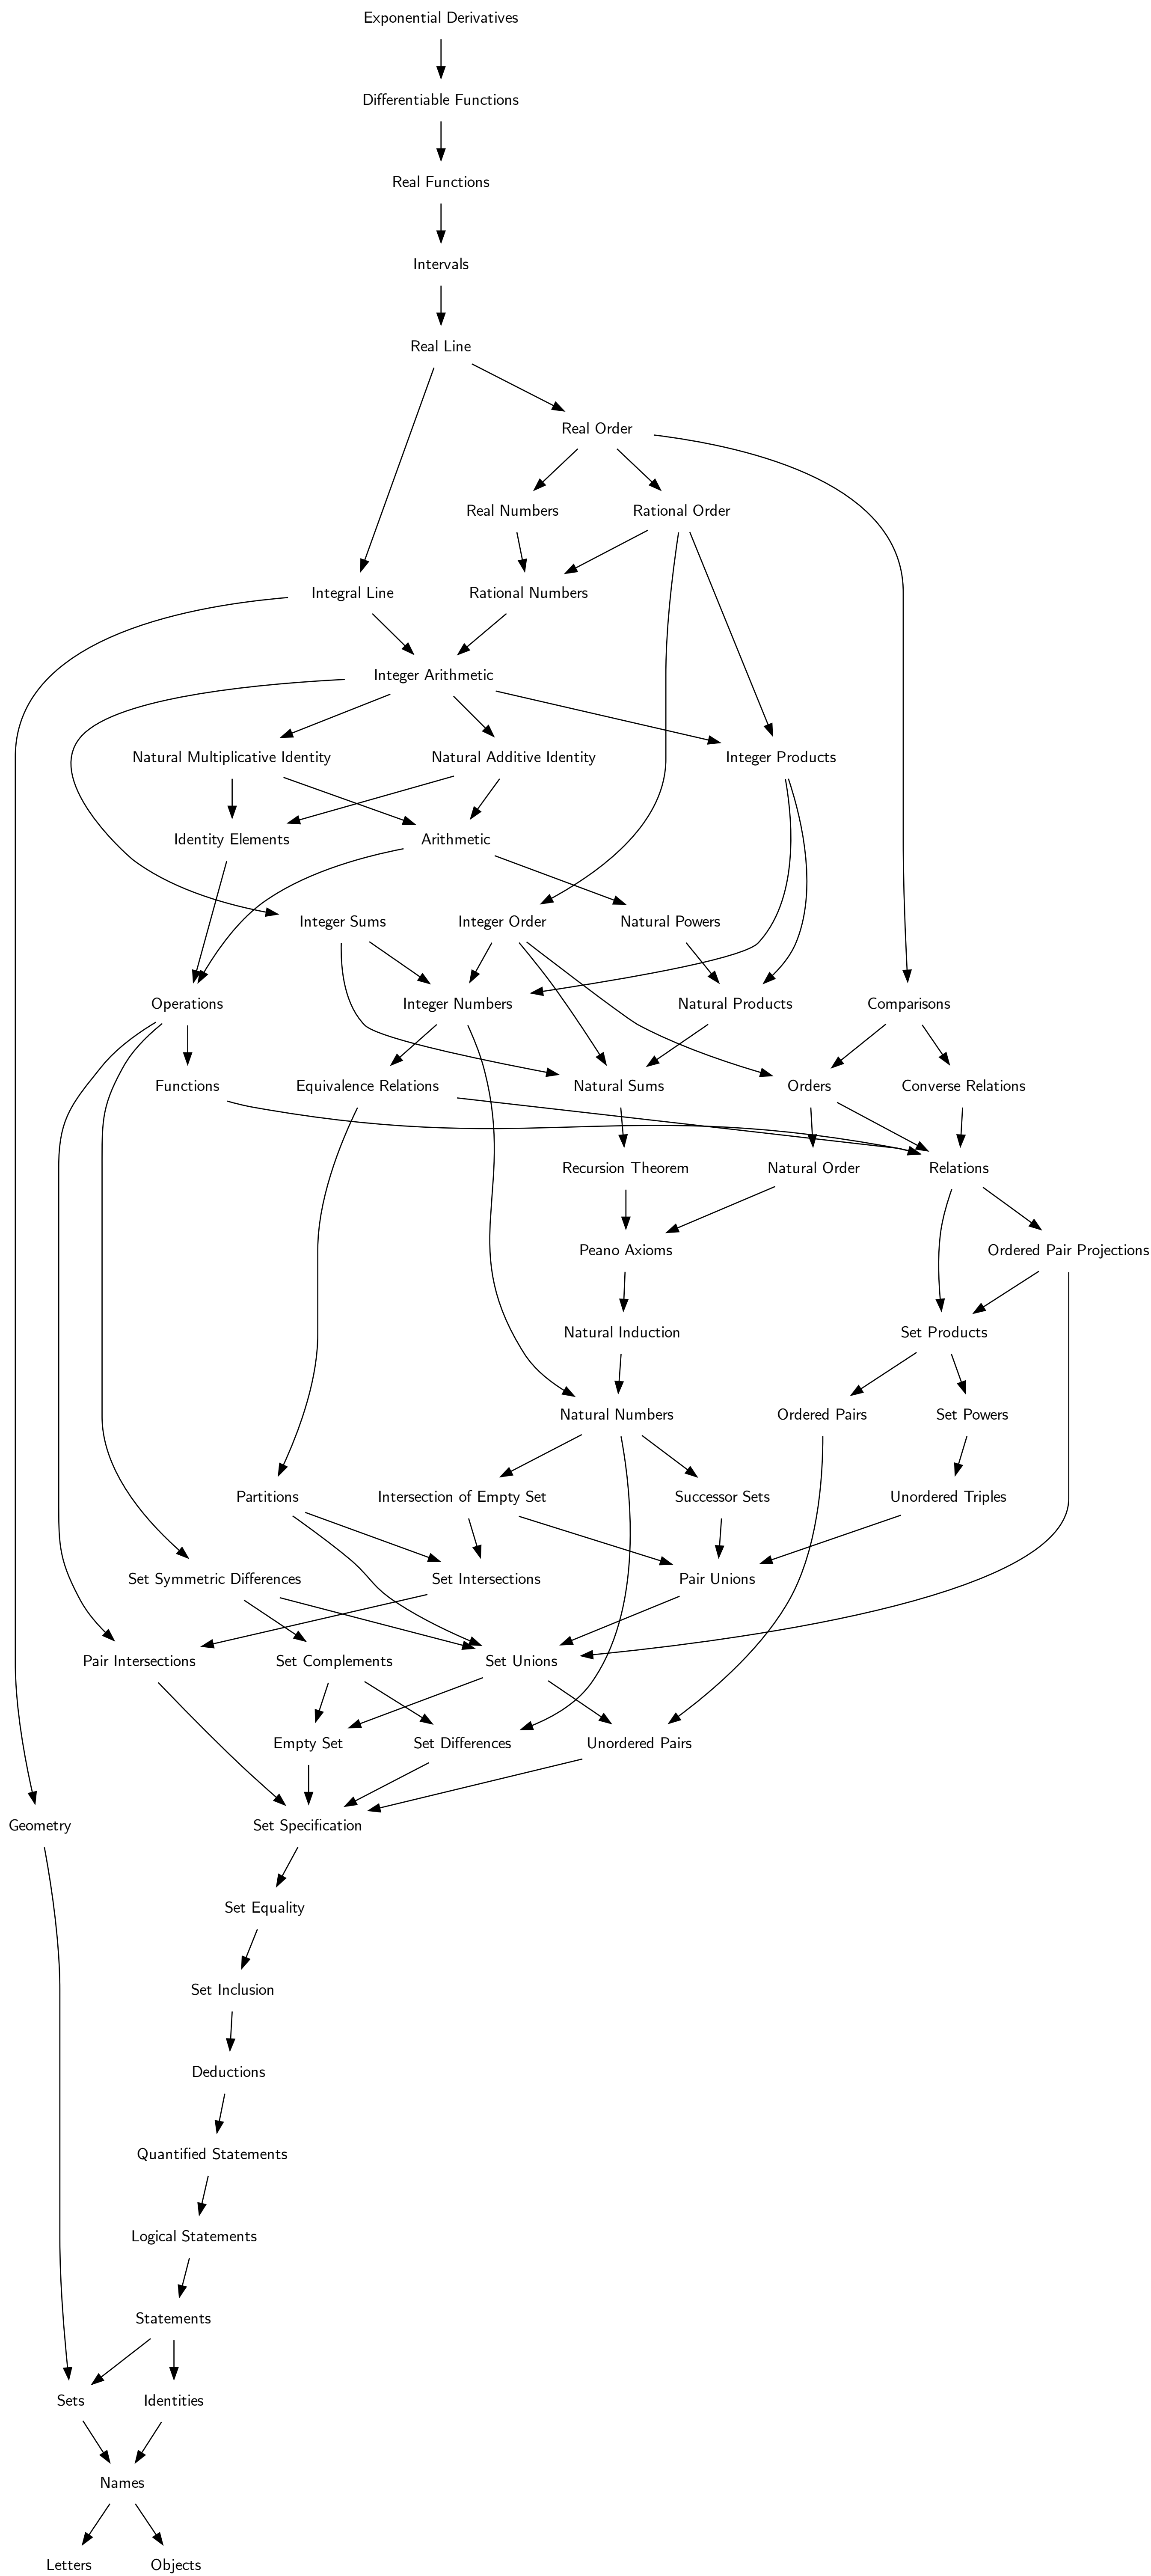 Exponential Derivatives
Differentiable Functions
Real Functions
Intervals
Real Line
Real Order
Real Numbers
Rational Order
Integral Line
Rational Numbers
Integer Arithmetic
Natural Multiplicative Identity
Natural Additive Identity
Integer Products
Identity Elements
Arithmetic
Integer Sums
Integer Order
Natural Powers
Operations
Integer Numbers
Natural Products
Comparisons
Functions
Equivalence Relations
Natural Sums
Orders
Converse Relations
Recursion Theorem
Natural Order
Relations
Peano Axioms
Ordered Pair Projections
Natural Induction
Set Products
Natural Numbers
Ordered Pairs
Set Powers
Partitions
Intersection of Empty Set
Successor Sets
Unordered Triples
Set Symmetric Differences
Set Intersections
Pair Unions
Pair Intersections
Set Complements
Set Unions
Empty Set
Set Differences
Unordered Pairs
Geometry
Set Specification
Set Equality
Set Inclusion
Deductions
Quantified Statements
Logical Statements
Statements
Sets
Identities
Names
Letters
Objects